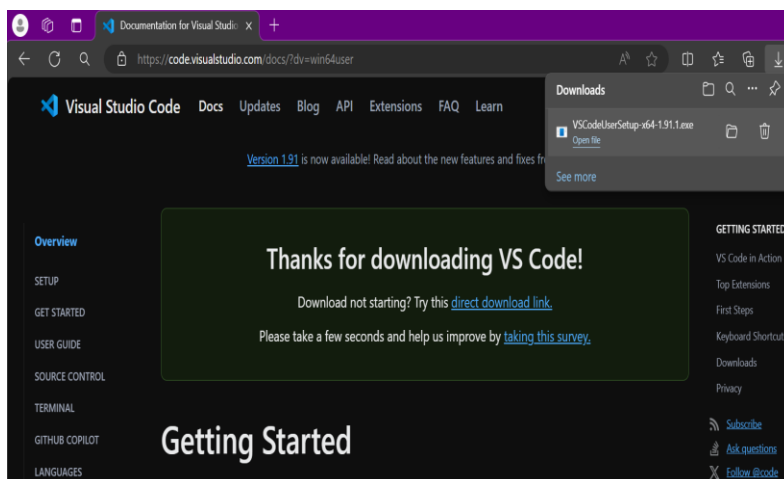 Documentation for Visual Studi
https://code.visualstudio.com/docs/?dv=win64user
Visual Studio Code Docs Updates Blog API Extensions FAQ Learn
Downloads
VSCodeUserSetup-x64-1.91.1.exe
Open file
See more
Version 1.91 is now available! Read about the new features and fixes fr
Thanks for downloading VS Code!
Download not starting? Try this direct download link.
Please take a few seconds and help us improve by taking this survey.
Getting Started
Overview
SETUP
GET STARTED
USER GUIDE
SOURCE CONTROL
TERMINAL
GITHUB COPILOT
LANGUAGES
GETTING STARTED
VS Code in Action
Top Extensions
First Steps
Keyboard Shortcut
Downloads
Privacy
Subscribe
Ask questions
Follow @code